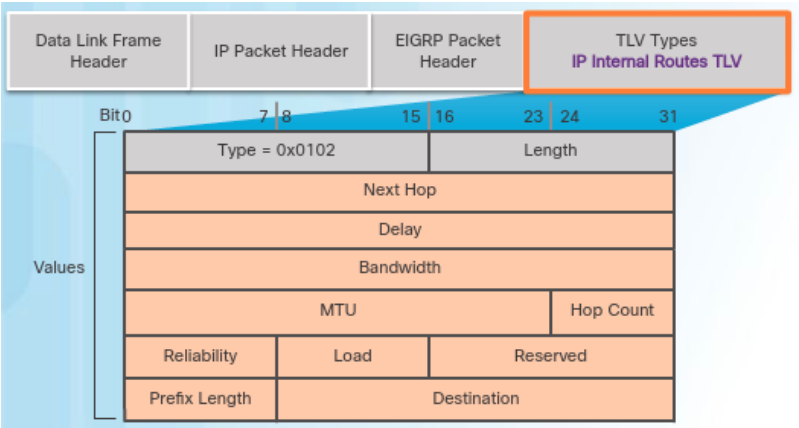 Data Link Frame
Header
IP Packet Header
EIGRP Packet
Header
TLV Types
IP Internal Routes TLV
Bit 0 7 8 15 16 23 24 31
Type = 0x0102 Length
Next Hop
Delay
Values
Bandwidth
MTU Hop Count
Reliability Load Reserved
Prefix Length Destination